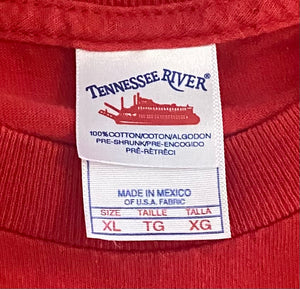 TENNESSEE RIVER®
100% COTTON/COTON/ALGODON
PRE-SHRUNK/PRE-ENCOGIDO
PRÉ-RÉTRÉCI
MADE IN MEXICO
OF U.S.A. FABRIC
SIZE TAILLE TALLA
XL TG XG